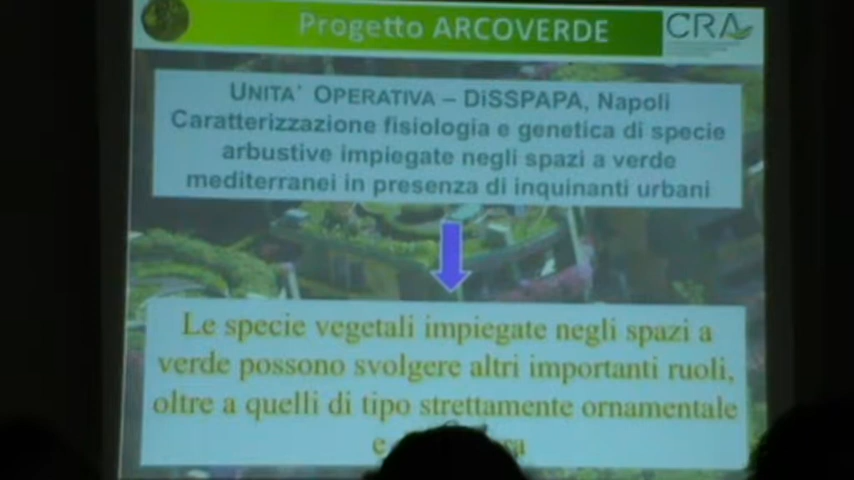 Progetto ARCOVERDE
CRA
UNITA' OPERATIVA – DiSSPAPA, Napoli
Caratterizzazione fisiologia e genetica di specie
arbustive impiegate negli spazi a verde
mediterranei in presenza di inquinanti urbani
Le specie vegetali impiegate negli spazi a
verde possono svolgere altri importanti ruoli,
oltre a quelli di tipo strettamente ornamentale
e